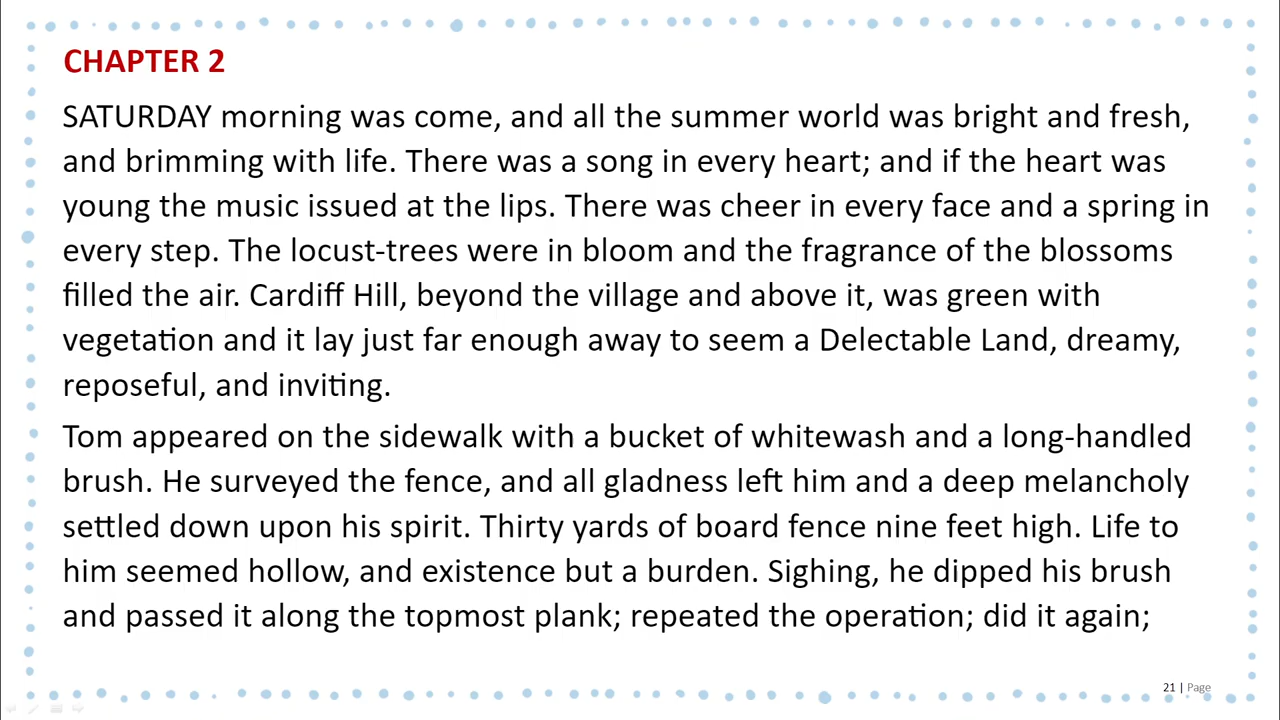 CHAPTER 2
SATURDAY morning was come, and all the summer world was bright and fresh,
and brimming with life. There was a song in every heart; and if the heart was
young the music issued at the lips. There was cheer in every face and a spring in
every step. The locust-trees were in bloom and the fragrance of the blossoms
filled the air. Cardiff Hill, beyond the village and above it, was green with
vegetation and it lay just far enough away to seem a Delectable Land, dreamy,
reposeful, and inviting.
Tom appeared on the sidewalk with a bucket of whitewash and a long-handled
brush. He surveyed the fence, and all gladness left him and a deep melancholy
settled down upon his spirit. Thirty yards of board fence nine feet high. Life to
him seemed hollow, and existence but a burden. Sighing, he dipped his brush
and passed it along the topmost plank; repeated the operation; did it again;
21 | Page